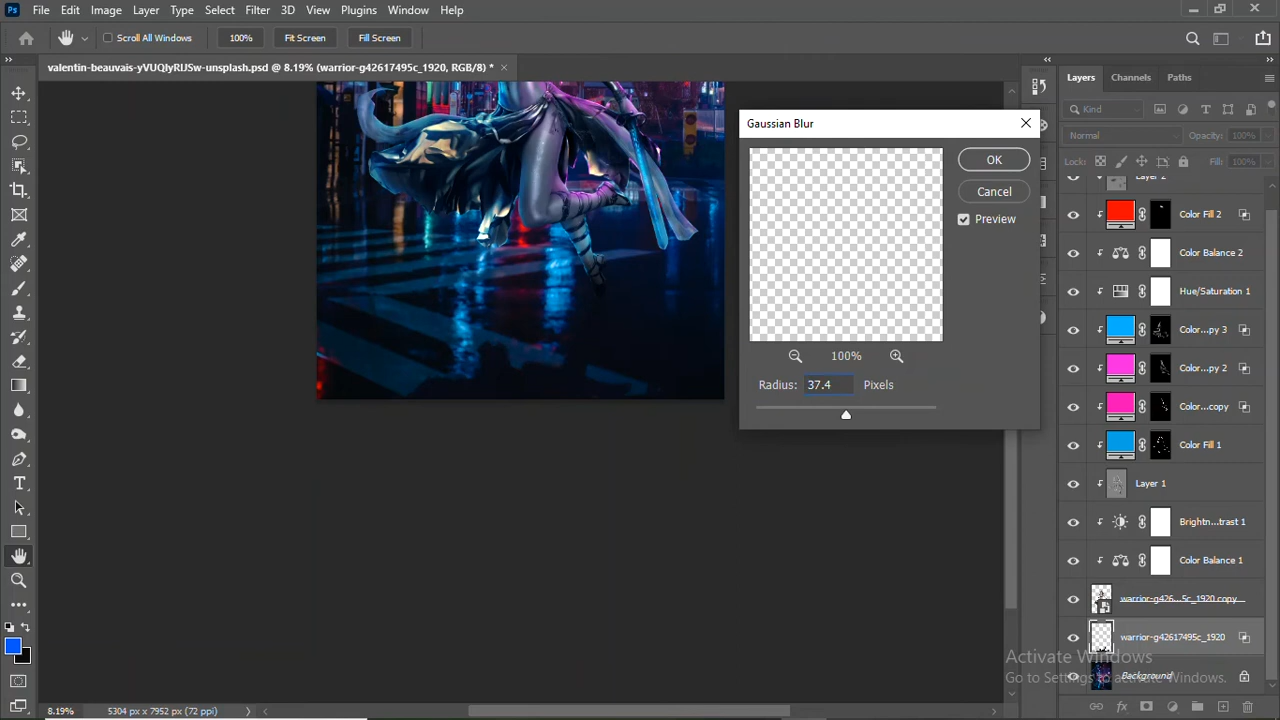 Ps File Edit Image Layer Type Select Filter 3D View Plugins Window Help
Scroll All Windows 100% Fit Screen Fill Screen
valentin-beauvais-yVUQlyRlJSw-unsplash.psd @ 8.19% (warrior-g42617495c_1920, RGB/8) *
Layers Channels Paths
Kind
Normal Opacity: 100%
Lock: Fill: 100%
Gaussian Blur
OK
Cancel
Preview
100%
Radius: 37.4 Pixels
Layer 2
Color Fill 2
Color Balance 2
Hue/Saturation 1
Color...py 3
Color...py 2
Color...copy
Color Fill 1
Layer 1
Brightn...trast 1
Color Balance 1
warrior-g426...5c_1920 copy
warrior-g42617495c_1920
Background
Activate Windows
Go to Settings to activate Windows.
8.19% 5304 px x 7952 px (72 ppi)